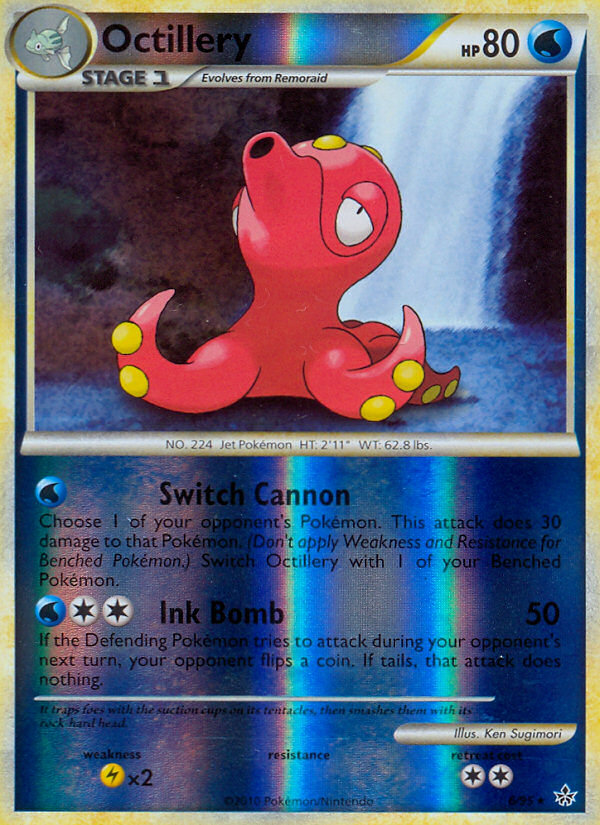 Octillery
HP 80
STAGE 1
Evolves from Remoraid
NO. 224 Jet Pokémon HT: 2'11" WT: 62.8 lbs.
Switch Cannon
Choose 1 of your opponent's Pokémon. This attack does 30
damage to that Pokémon. (Don't apply Weakness and Resistance for
Benched Pokémon.) Switch Octillery with 1 of your Benched
Pokémon.
Ink Bomb 50
If the Defending Pokémon tries to attack during your opponent's
next turn, your opponent flips a coin. If tails, that attack does
nothing.
It traps foes with the suction cups on its tentacles, then smashes them with its
rock-hard head.
Illus. Ken Sugimori
weakness resistance retreat cost
×2
©2010 Pokémon/Nintendo 6/95 ★